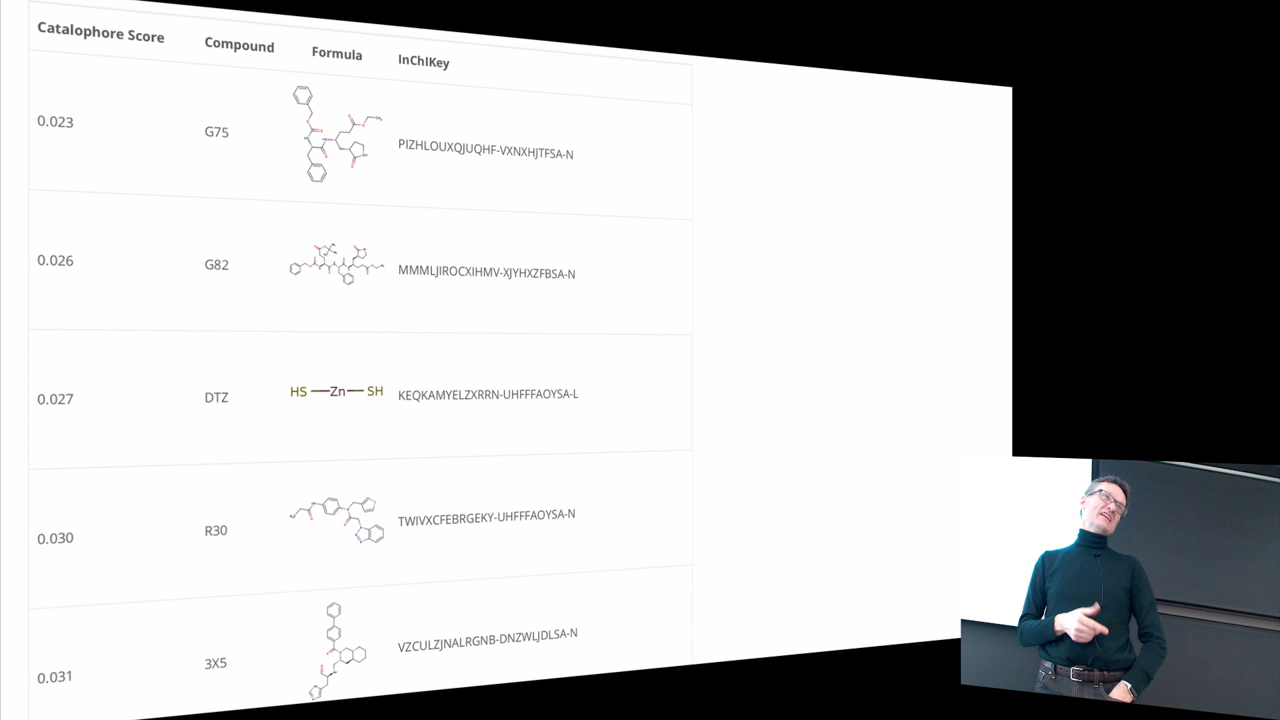 Catalophore Score Compound Formula InChIKey
0.023 G75 PIZHLOUXQJUQHF-VXNXHJTFSA-N
0.026 G82 MMMLJIROCXIHMV-XJYHXZFBSA-N
0.027 DTZ HS Zn SH KEQKAMYELZXRRN-UHFFFAOYSA-L
0.030 R30 TWIVXCFEBRGEKY-UHFFFAOYSA-N
0.031 3X5 VZCULZJNALRGNB-DNZWLJDLSA-N